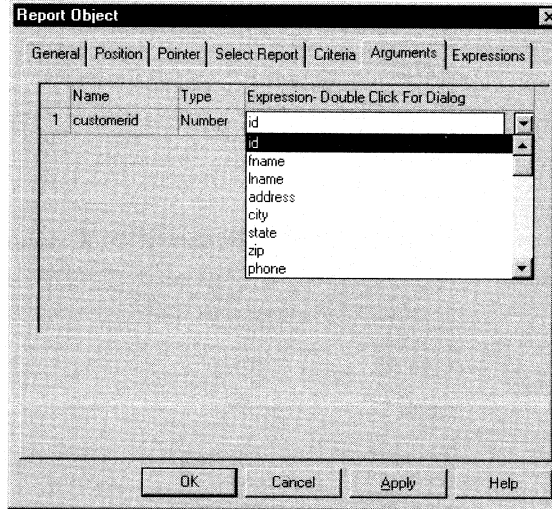 Report Object
General Position Pointer Select Report Criteria Arguments Expressions
Name Type Expression- Double Click For Dialog
1 customerid Number id
id
fname
lname
address
city
state
zip
phone
OK Cancel Apply Help